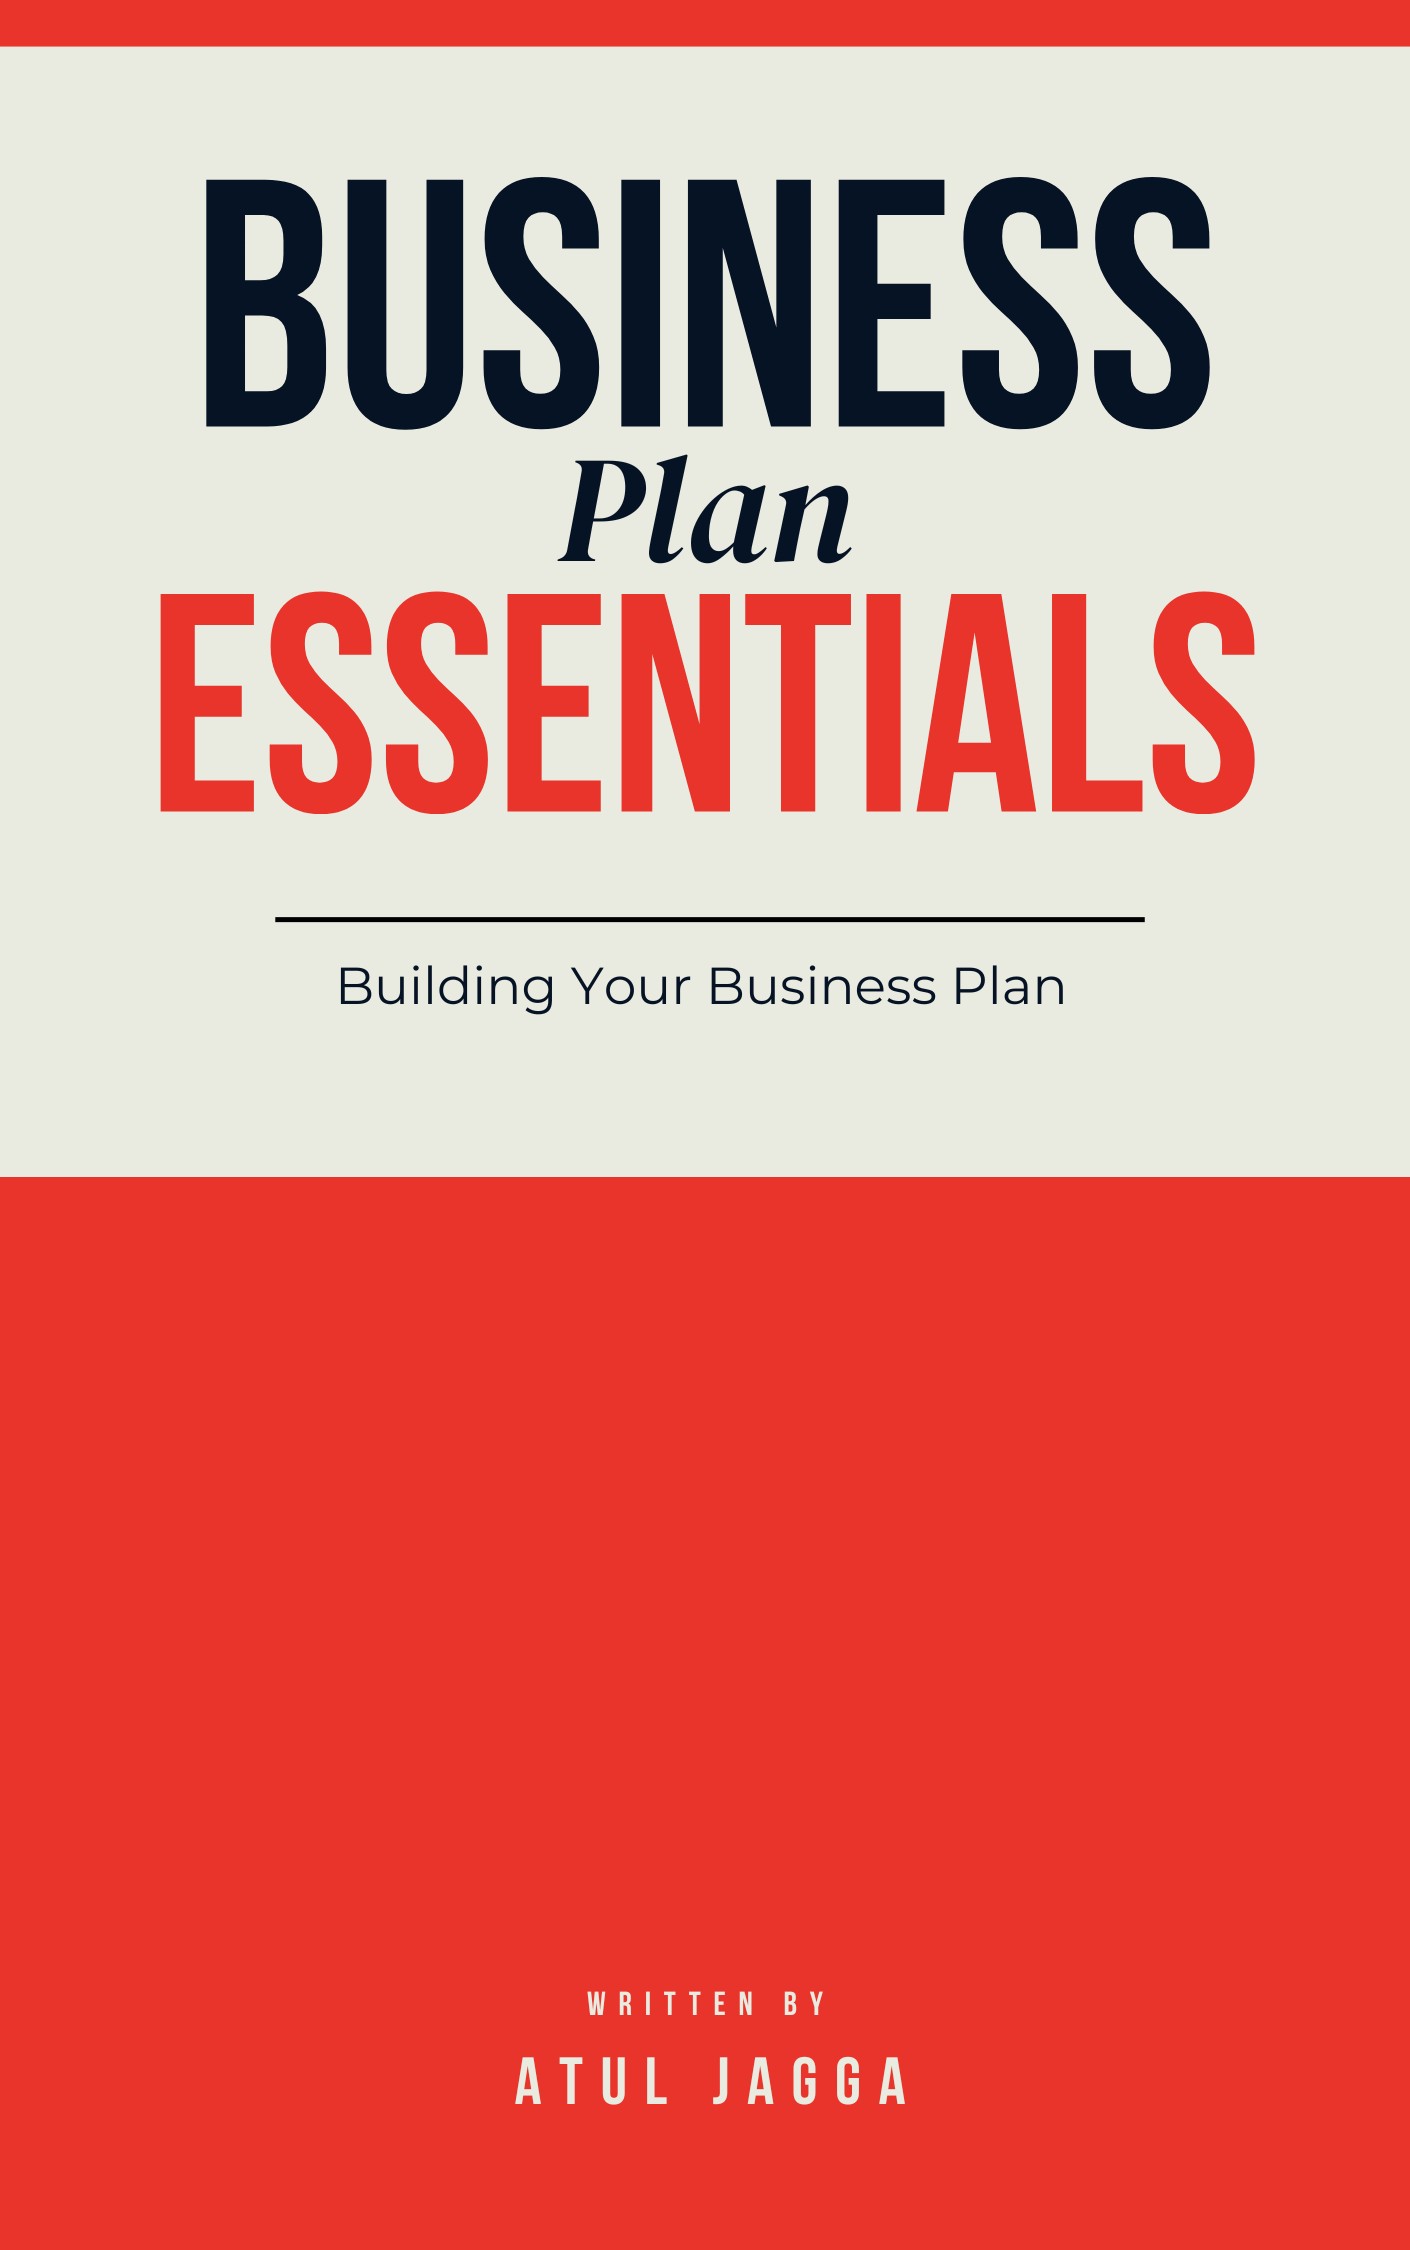 BUSINESS
Plan
ESSENTIALS
Building Your Business Plan
WRITTEN BY
ATUL JAGGA